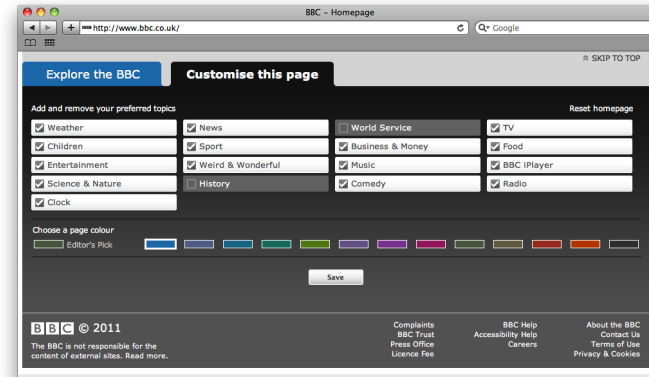 BBC – Homepage
http://www.bbc.co.uk/
Google
SKIP TO TOP
Explore the BBC
Customise this page
Add and remove your preferred topics
Reset homepage
Weather
News
World Service
TV
Children
Sport
Business & Money
Food
Entertainment
Weird & Wonderful
Music
BBC iPlayer
Science & Nature
History
Comedy
Radio
Clock
Choose a page colour
Editor's Pick
Save
BBC © 2011
The BBC is not responsible for the
content of external sites. Read more.
Complaints
BBC Trust
Press Office
Licence Fee
BBC Help
Accessibility Help
Careers
About the BBC
Contact Us
Terms of Use
Privacy & Cookies